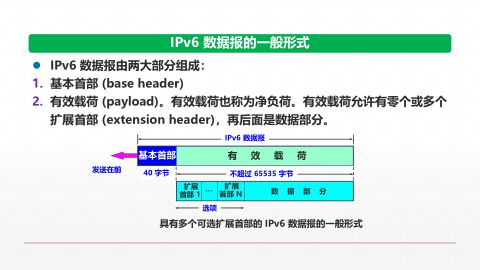 IPv6 数据报的一般形式
● IPv6 数据报由两大部分组成：
1. 基本首部 (base header)
2. 有效载荷 (payload)。有效载荷也称为净负荷。有效载荷允许有零个或多个
扩展首部 (extension header)，再后面是数据部分。
IPv6 数据报
基本首部 有 效 载 荷
发送在前 40 字节 不超过 65535 字节
扩展首部 1 … 扩展首部 N 数 据 部 分
选项
具有多个可选扩展首部的 IPv6 数据报的一般形式